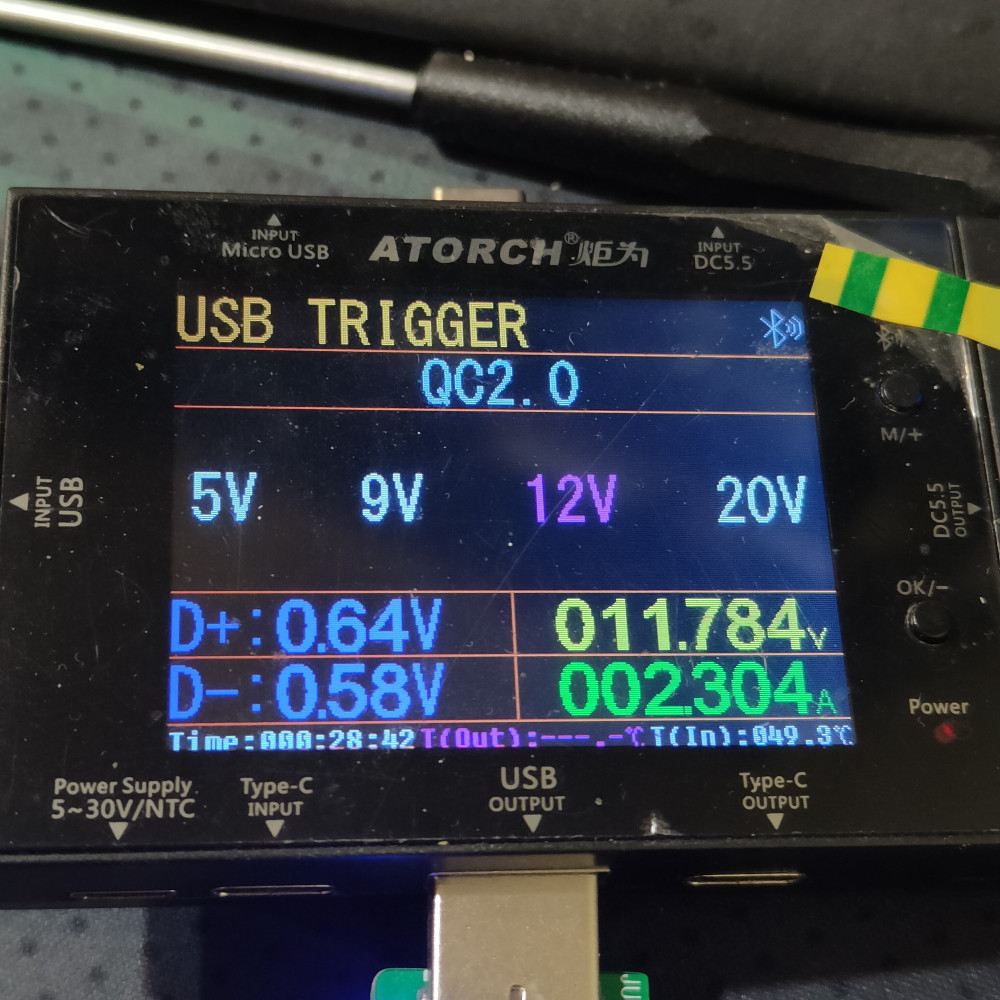 INPUT
Micro USB
ATORCH® 炬为
INPUT
DC5.5
USB TRIGGER
QC2.0
M/+
5V 9V 12V 20V
INPUT
USB
DC5.5
OUTPUT
OK/−
D+:0.64V 011.784V
D−:0.58V 002.304A
Power
Time:000:28:42 T(Out):---.-℃ T(In):049.3℃
Power Supply
5~30V/NTC
Type-C
INPUT
USB
OUTPUT
Type-C
OUTPUT